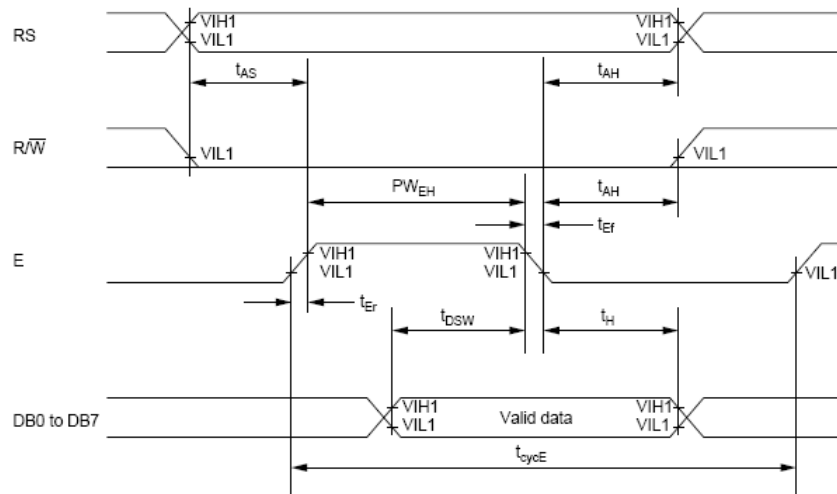 RS
VIH1
VIL1
VIH1
VIL1
tAS
tAH
R/W̅
VIL1
VIL1
PWEH
tAH
tEf
E
VIH1
VIL1
VIH1
VIL1
VIL1
tEr
tDSW
tH
DB0 to DB7
VIH1
VIL1
Valid data
VIH1
VIL1
tcycE